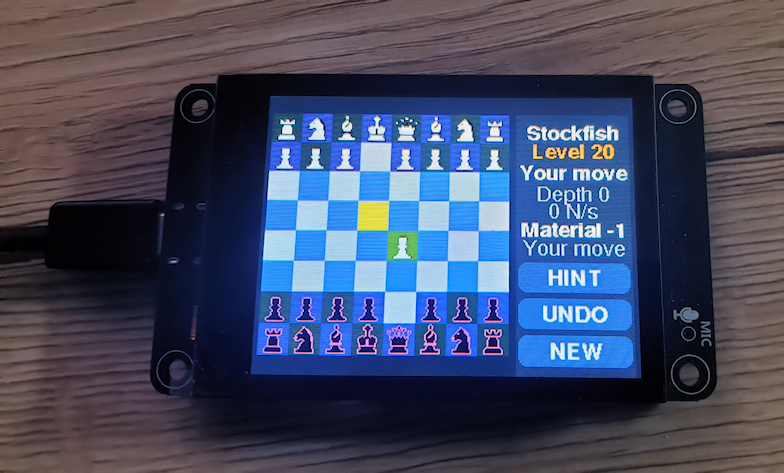 Stockfish
Level 20
Your move
Depth 0
0 N/s
Material -1
Your move
HINT
UNDO
NEW
MIC